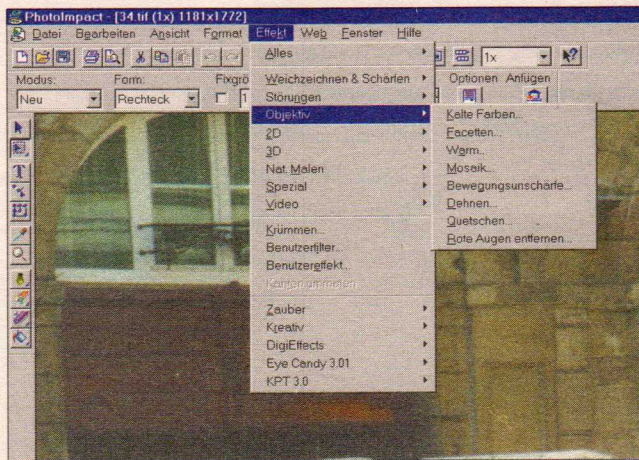 PhotoImpact - [34.tif (1x) 1181x1772]
Datei Bearbeiten Ansicht Format Effekt Web Fenster Hilfe
1x
Modus: Form: Fixgrö Optionen Anfügen
Neu Rechteck 1
Alles
Weichzeichnen & Schärfen
Störungen
Objektiv
2D
3D
Nat. Malen
Spezial
Video
Krümmen...
Benutzerfilter...
Benutzereffekt...
Zauber
Kreativ
DigiEffects
Eye Candy 3.01
KPT 3.0
Kalte Farben...
Facetten...
Warm...
Mosaik...
Bewegungsunschärfe...
Dehnen...
Quetschen...
Rote Augen entfernen...